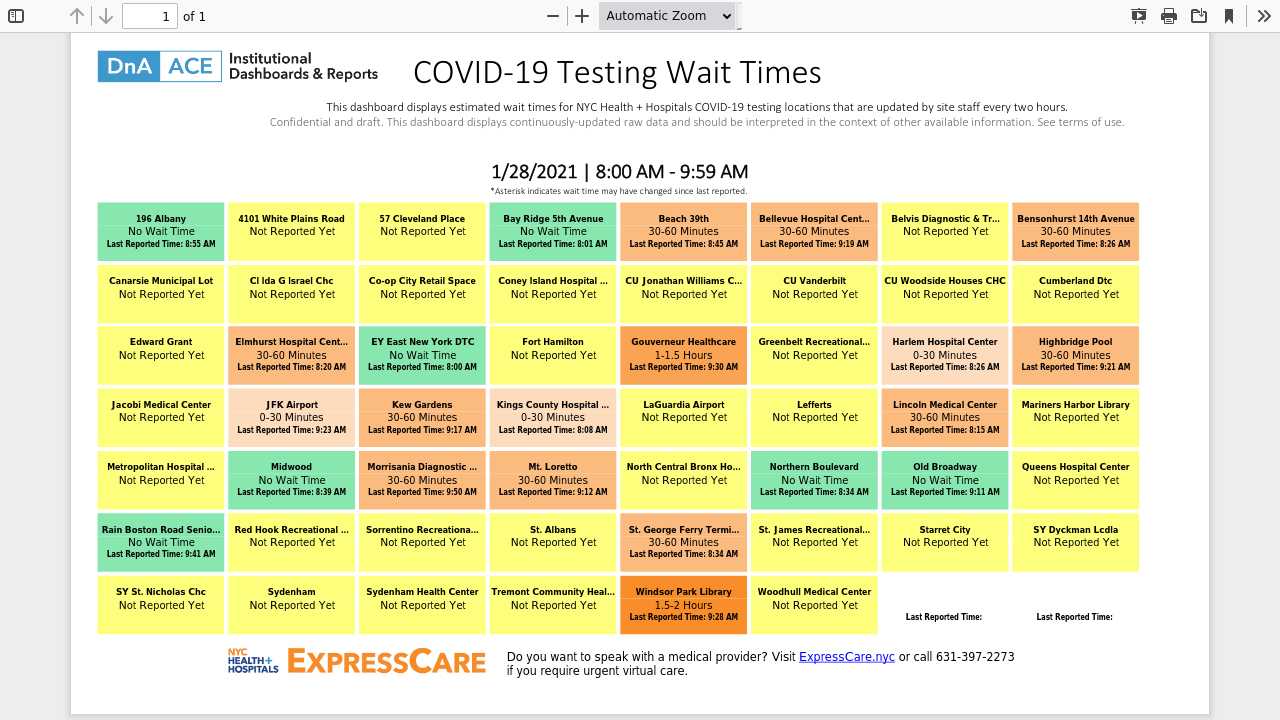 1 of 1 Automatic Zoom
DnA ACE Institutional
Dashboards & Reports
COVID-19 Testing Wait Times
This dashboard displays estimated wait times for NYC Health + Hospitals COVID-19 testing locations that are updated by site staff every two hours.
Confidential and draft. This dashboard displays continuously-updated raw data and should be interpreted in the context of other available information. See terms of use.
1/28/2021 | 8:00 AM - 9:59 AM
*Asterisk indicates wait time may have changed since last reported.
196 Albany
No Wait Time
Last Reported Time: 8:55 AM
4101 White Plains Road
Not Reported Yet
57 Cleveland Place
Not Reported Yet
Bay Ridge 5th Avenue
No Wait Time
Last Reported Time: 8:01 AM
Beach 39th
30-60 Minutes
Last Reported Time: 8:45 AM
Bellevue Hospital Cent...
30-60 Minutes
Last Reported Time: 9:19 AM
Belvis Diagnostic & Tr...
Not Reported Yet
Bensonhurst 14th Avenue
30-60 Minutes
Last Reported Time: 8:26 AM
Canarsie Municipal Lot
Not Reported Yet
CI Ida G Israel Chc
Not Reported Yet
Co-op City Retail Space
Not Reported Yet
Coney Island Hospital ...
Not Reported Yet
CU Jonathan Williams C...
Not Reported Yet
CU Vanderbilt
Not Reported Yet
CU Woodside Houses CHC
Not Reported Yet
Cumberland Dtc
Not Reported Yet
Edward Grant
Not Reported Yet
Elmhurst Hospital Cent...
30-60 Minutes
Last Reported Time: 8:20 AM
EY East New York DTC
No Wait Time
Last Reported Time: 8:00 AM
Fort Hamilton
Not Reported Yet
Gouverneur Healthcare
1-1.5 Hours
Last Reported Time: 9:30 AM
Greenbelt Recreational...
Not Reported Yet
Harlem Hospital Center
0-30 Minutes
Last Reported Time: 8:26 AM
Highbridge Pool
30-60 Minutes
Last Reported Time: 9:21 AM
Jacobi Medical Center
Not Reported Yet
JFK Airport
0-30 Minutes
Last Reported Time: 9:23 AM
Kew Gardens
30-60 Minutes
Last Reported Time: 9:17 AM
Kings County Hospital ...
0-30 Minutes
Last Reported Time: 8:08 AM
LaGuardia Airport
Not Reported Yet
Lefferts
Not Reported Yet
Lincoln Medical Center
30-60 Minutes
Last Reported Time: 8:15 AM
Mariners Harbor Library
Not Reported Yet
Metropolitan Hospital ...
Not Reported Yet
Midwood
No Wait Time
Last Reported Time: 8:39 AM
Morrisania Diagnostic ...
30-60 Minutes
Last Reported Time: 9:50 AM
Mt. Loretto
30-60 Minutes
Last Reported Time: 9:12 AM
North Central Bronx Ho...
Not Reported Yet
Northern Boulevard
No Wait Time
Last Reported Time: 8:34 AM
Old Broadway
No Wait Time
Last Reported Time: 9:11 AM
Queens Hospital Center
Not Reported Yet
Rain Boston Road Senio...
No Wait Time
Last Reported Time: 9:41 AM
Red Hook Recreational ...
Not Reported Yet
Sorrentino Recreationa...
Not Reported Yet
St. Albans
Not Reported Yet
St. George Ferry Termi...
30-60 Minutes
Last Reported Time: 8:34 AM
St. James Recreational...
Not Reported Yet
Starret City
Not Reported Yet
SY Dyckman Lcdla
Not Reported Yet
SY St. Nicholas Chc
Not Reported Yet
Sydenham
Not Reported Yet
Sydenham Health Center
Not Reported Yet
Tremont Community Heal...
Not Reported Yet
Windsor Park Library
1.5-2 Hours
Last Reported Time: 9:28 AM
Woodhull Medical Center
Not Reported Yet
Last Reported Time:
Last Reported Time:
NYC
HEALTH+
HOSPITALS
EXPRESSCARE
Do you want to speak with a medical provider? Visit ExpressCare.nyc or call 631-397-2273
if you require urgent virtual care.